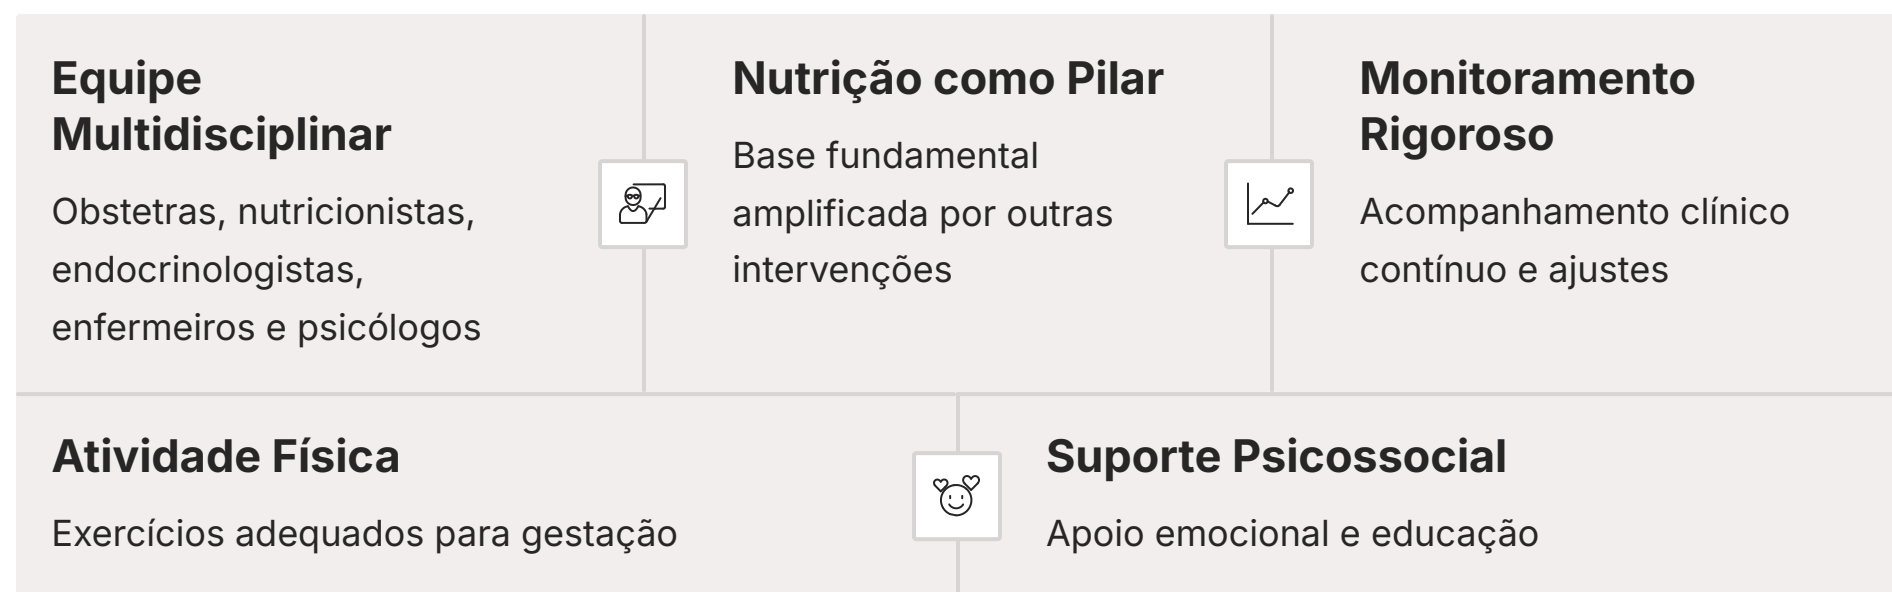 Equipe
Multidisciplinar
Obstetras, nutricionistas,
endocrinologistas,
enfermeiros e psicólogos
Nutrição como Pilar
Base fundamental
amplificada por outras
intervenções
Monitoramento
Rigoroso
Acompanhamento clínico
contínuo e ajustes
Atividade Física
Exercícios adequados para gestação
Suporte Psicossocial
Apoio emocional e educação